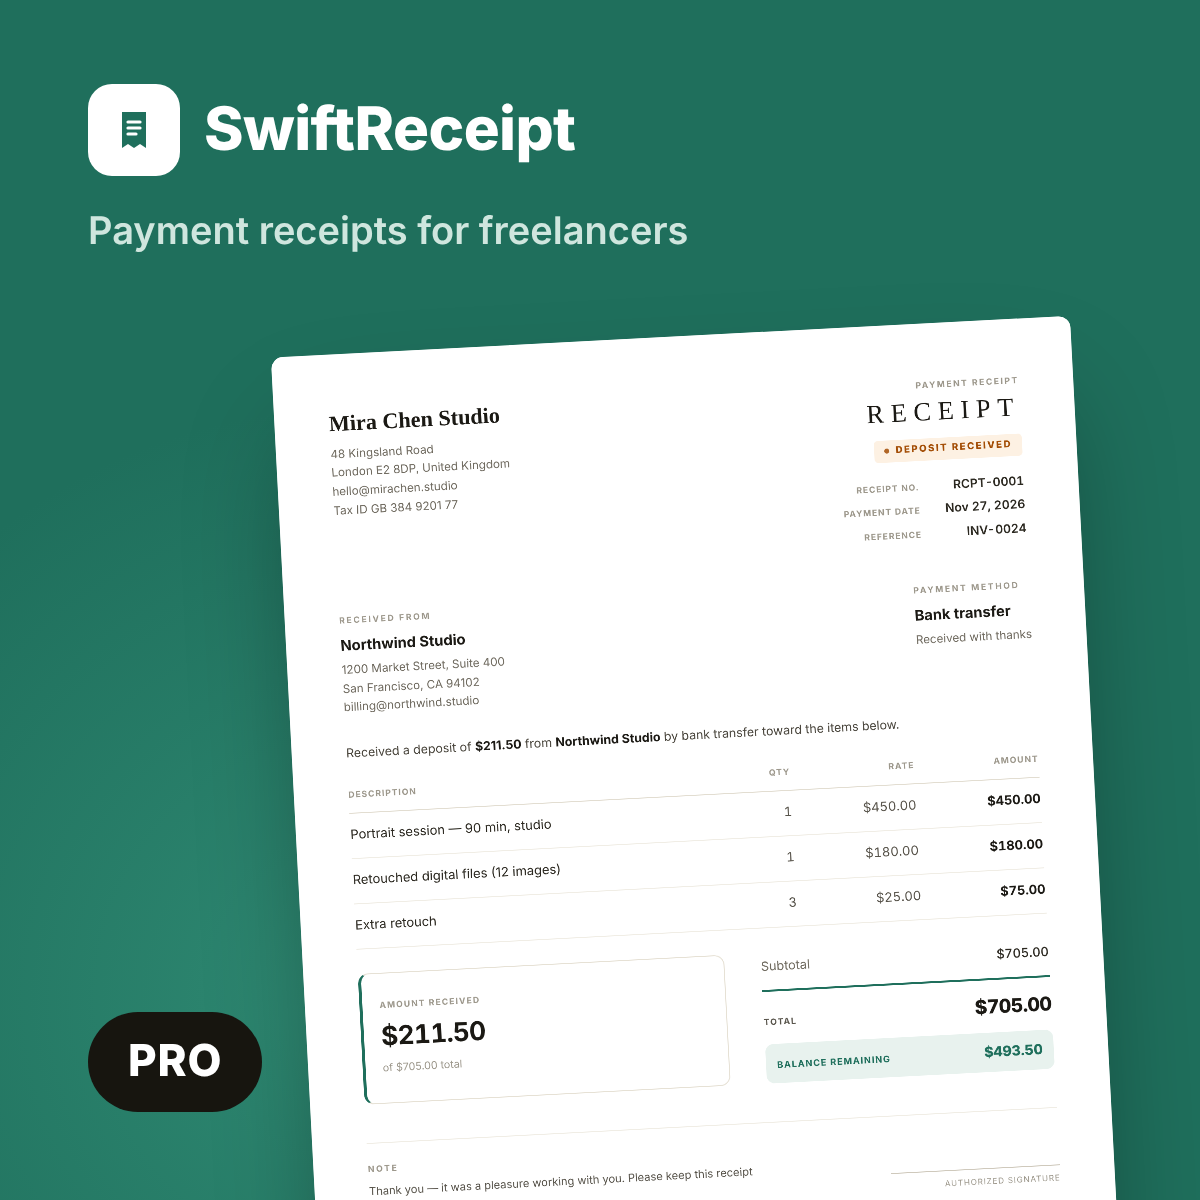 SwiftReceipt
Payment receipts for freelancers
PAYMENT RECEIPT
RECEIPT
DEPOSIT RECEIVED
Mira Chen Studio
48 Kingsland Road
London E2 8DP, United Kingdom
hello@mirachen.studio
Tax ID GB 384 9201 77
RECEIPT NO. RCPT-0001
PAYMENT DATE Nov 27, 2026
REFERENCE INV-0024
RECEIVED FROM
Northwind Studio
1200 Market Street, Suite 400
San Francisco, CA 94102
billing@northwind.studio
PAYMENT METHOD
Bank transfer
Received with thanks
Received a deposit of $211.50 from Northwind Studio by bank transfer toward the items below.
DESCRIPTION QTY RATE AMOUNT
Portrait session — 90 min, studio 1 $450.00 $450.00
Retouched digital files (12 images) 1 $180.00 $180.00
Extra retouch 3 $25.00 $75.00
AMOUNT RECEIVED
$211.50
of $705.00 total
Subtotal $705.00
TOTAL $705.00
BALANCE REMAINING $493.50
PRO
NOTE
Thank you — it was a pleasure working with you. Please keep this receipt
AUTHORIZED SIGNATURE